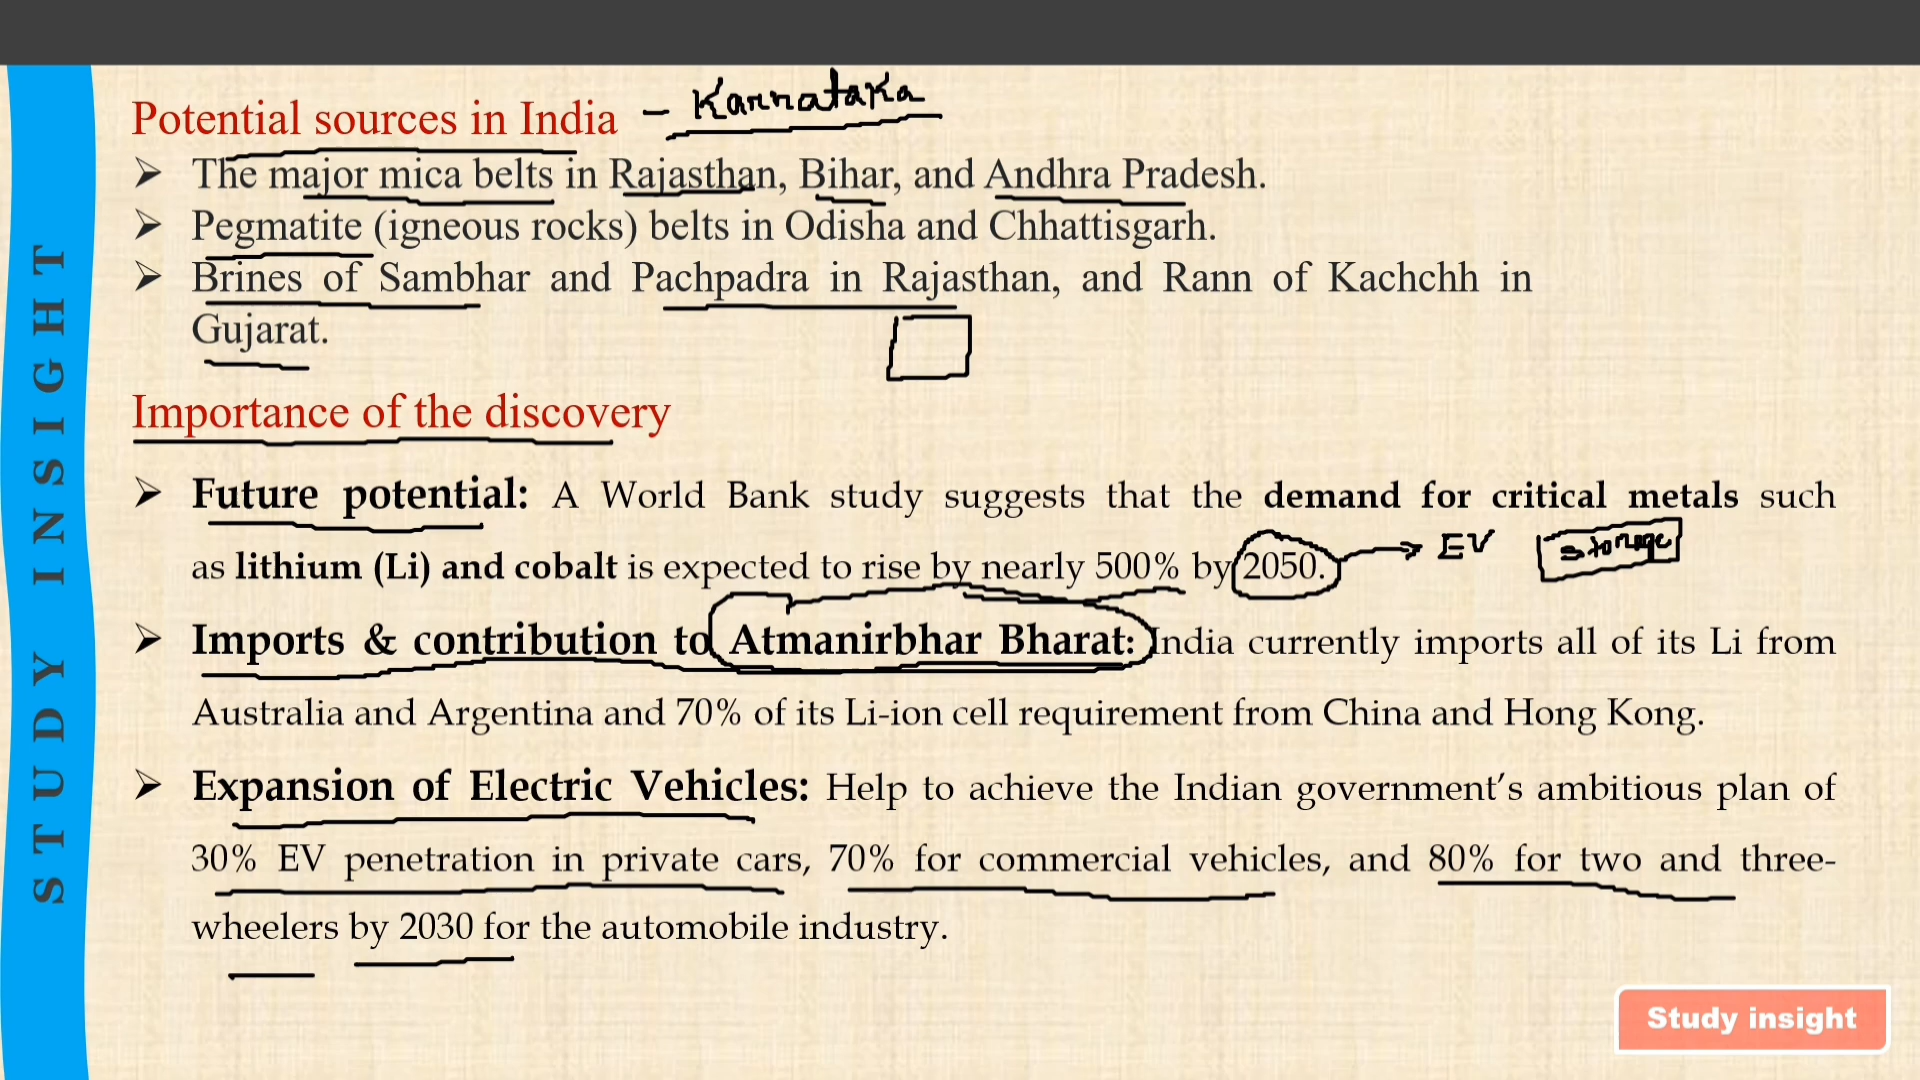 Potential sources in India – Karnataka
➢ The major mica belts in Rajasthan, Bihar, and Andhra Pradesh.
➢ Pegmatite (igneous rocks) belts in Odisha and Chhattisgarh.
➢ Brines of Sambhar and Pachpadra in Rajasthan, and Rann of Kachchh in
Gujarat.
Importance of the discovery
➢ Future potential: A World Bank study suggests that the demand for critical metals such
as lithium (Li) and cobalt is expected to rise by nearly 500% by 2050. → EV storage
➢ Imports & contribution to Atmanirbhar Bharat: India currently imports all of its Li from
Australia and Argentina and 70% of its Li-ion cell requirement from China and Hong Kong.
➢ Expansion of Electric Vehicles: Help to achieve the Indian government’s ambitious plan of
30% EV penetration in private cars, 70% for commercial vehicles, and 80% for two and three-
wheelers by 2030 for the automobile industry.
STUDY INSIGHT
Study insight